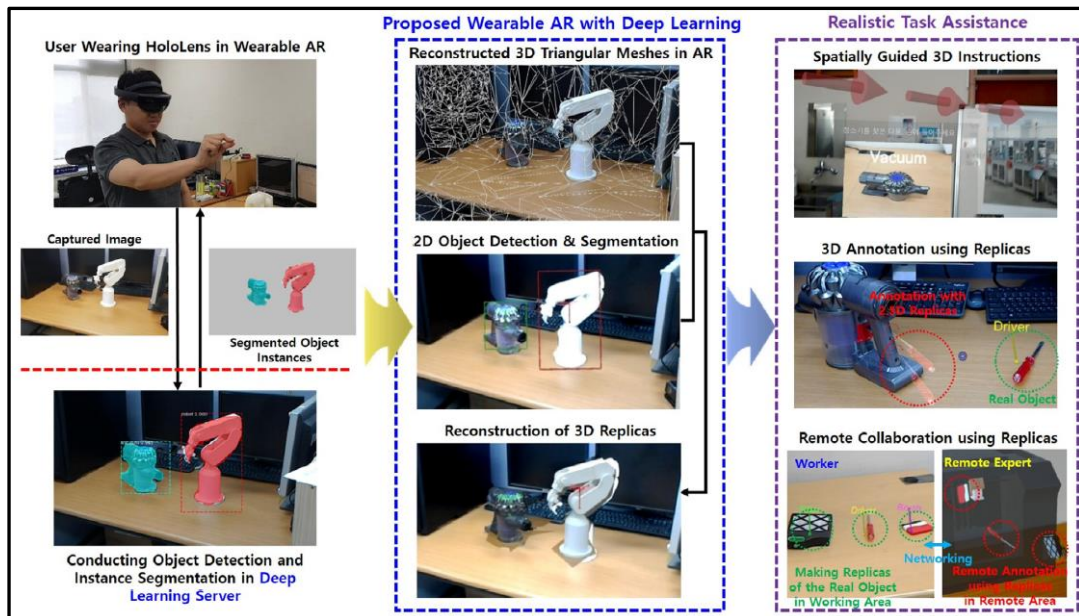 User Wearing HoloLens in Wearable AR
Captured Image
Segmented Object
Instances
Conducting Object Detection and
Instance Segmentation in Deep
Learning Server
Proposed Wearable AR with Deep Learning
Reconstructed 3D Triangular Meshes in AR
2D Object Detection & Segmentation
Reconstruction of 3D Replicas
Realistic Task Assistance
Spatially Guided 3D Instructions
Vacuum
3D Annotation using Replicas
Annotation with
2.5D Replicas
Driver
Real Object
Remote Collaboration using Replicas
Worker
Driver
Networking
Making Replicas
of the Real Object
in Working Area
Remote Expert
Remote Annotation
using Replicas
in Remote Area